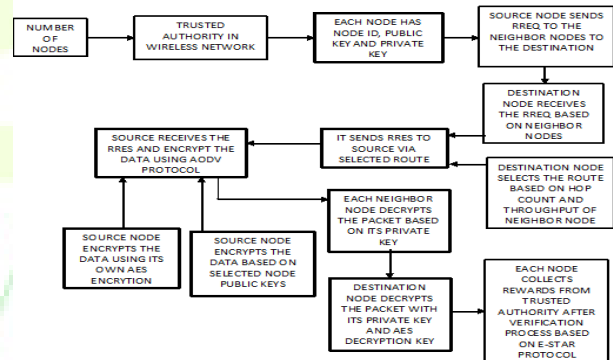 NUMBER
OF
NODES
TRUSTED
AUTHORITY IN
WIRELESS NETWORK
EACH NODE HAS
NODE ID, PUBLIC
KEY AND PRIVATE
KEY
SOURCE NODE SENDS
RREQ TO THE
NEIGHBOR NODES TO
THE DESTINATION
DESTINATION
NODE RECEIVES
THE RREQ BASED
ON NEIGHBOR
NODES
SOURCE RECEIVES THE
RRES AND ENCRYPT THE
DATA USING AODV
PROTOCOL
IT SENDS RRES TO
SOURCE VIA
SELECTED ROUTE
DESTINATION NODE
SELECTS THE ROUTE
BASED ON HOP
COUNT AND
THROUGHPUT OF
NEIGHBOR NODE
EACH NEIGHBOR
NODE DECRYPTS
THE PACKET BASED
ON ITS PRIVATE
KEY
SOURCE NODE
ENCRYPTS THE
DATA USING ITS
OWN AES
ENCRYTION
SOURCE NODE
ENCRYPTS THE
DATA BASED ON
SELECTED NODE
PUBLIC KEYS
DESTINATION
NODE DECRYPTS
THE PACKET WITH
ITS PRIVATE KEY
AND AES
DECRYPTION KEY
EACH NODE
COLLECTS
REWARDS FROM
TRUSTED
AUTHORITY AFTER
VERIFICATION
PROCESS BASED
ON E-STAR
PROTOCOL